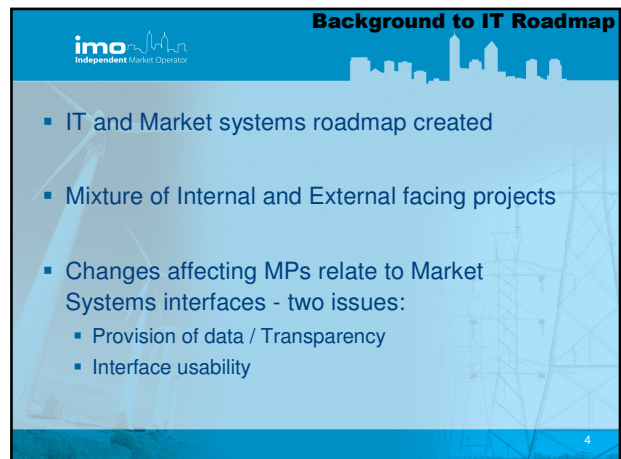 Background to IT Roadmap
imo
Independent Market Operator
▪ IT and Market systems roadmap created
▪ Mixture of Internal and External facing projects
▪ Changes affecting MPs relate to Market
Systems interfaces - two issues:
▪ Provision of data / Transparency
▪ Interface usability
4